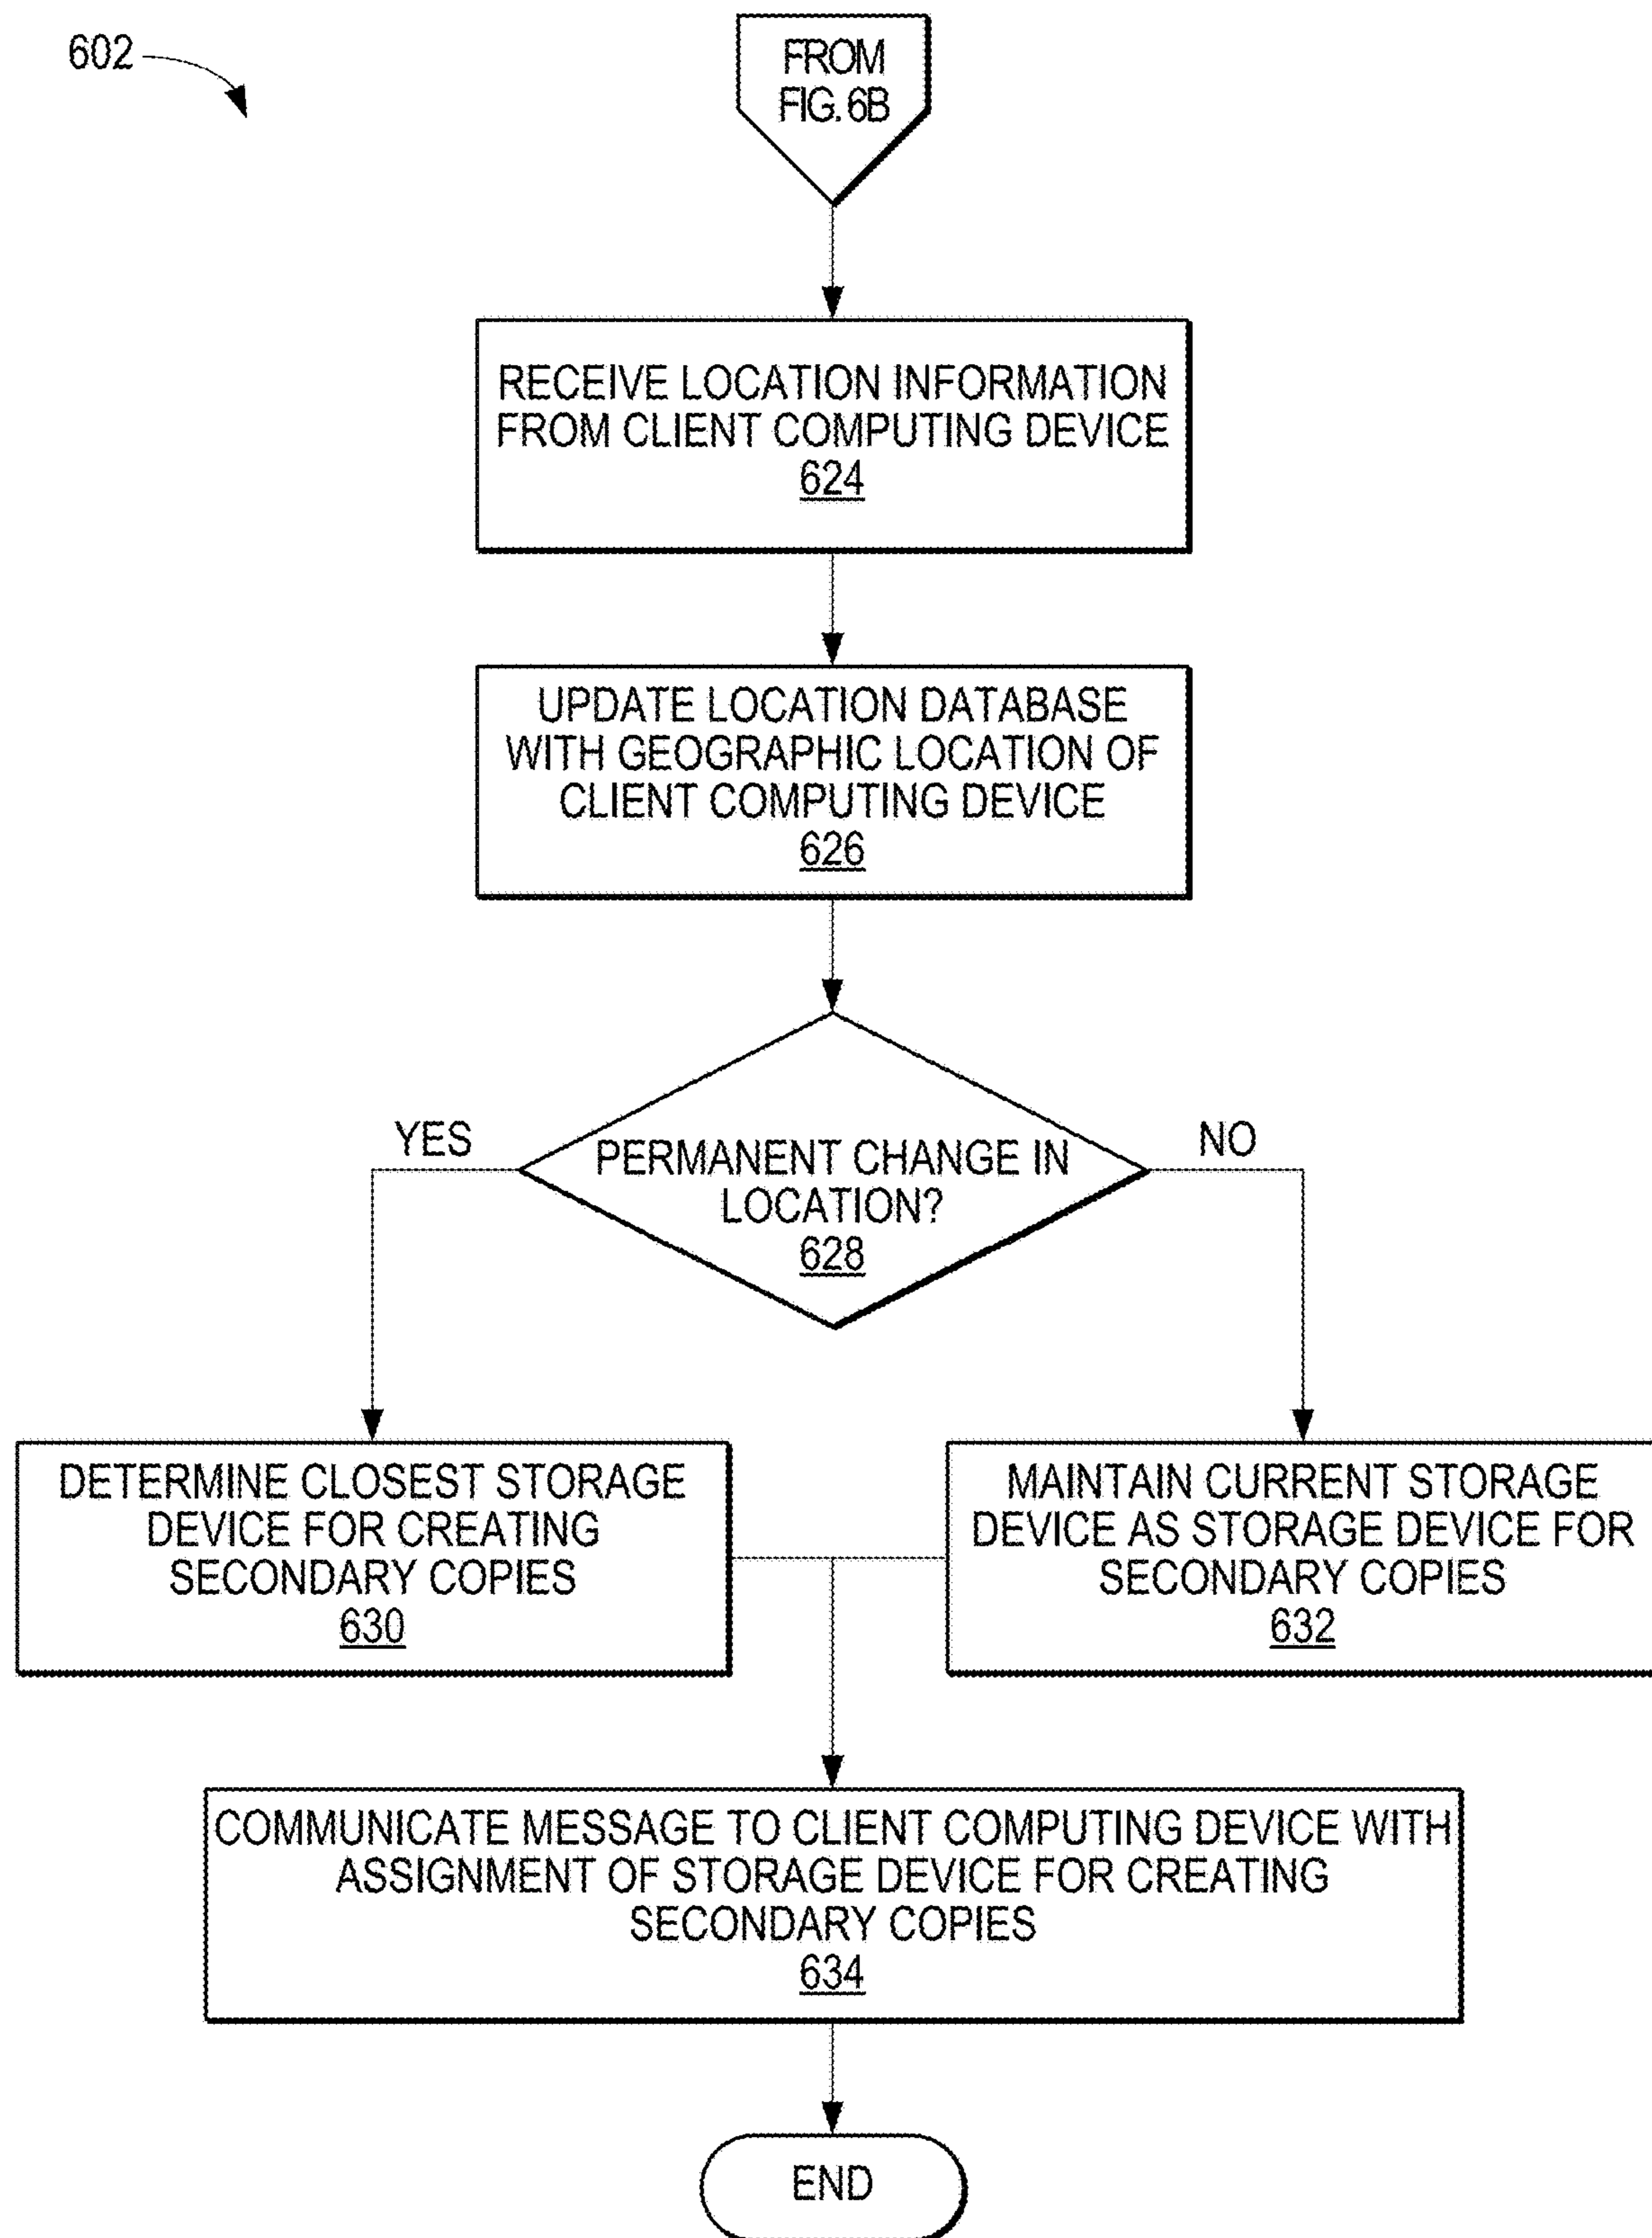 602
FROM
FIG. 6B
RECEIVE LOCATION INFORMATION
FROM CLIENT COMPUTING DEVICE
624
UPDATE LOCATION DATABASE
WITH GEOGRAPHIC LOCATION OF
CLIENT COMPUTING DEVICE
626
YES
NO
PERMANENT CHANGE IN
LOCATION?
628
DETERMINE CLOSEST STORAGE
DEVICE FOR CREATING
SECONDARY COPIES
630
MAINTAIN CURRENT STORAGE
DEVICE AS STORAGE DEVICE FOR
SECONDARY COPIES
632
COMMUNICATE MESSAGE TO CLIENT COMPUTING DEVICE WITH
ASSIGNMENT OF STORAGE DEVICE FOR CREATING
SECONDARY COPIES
634
END